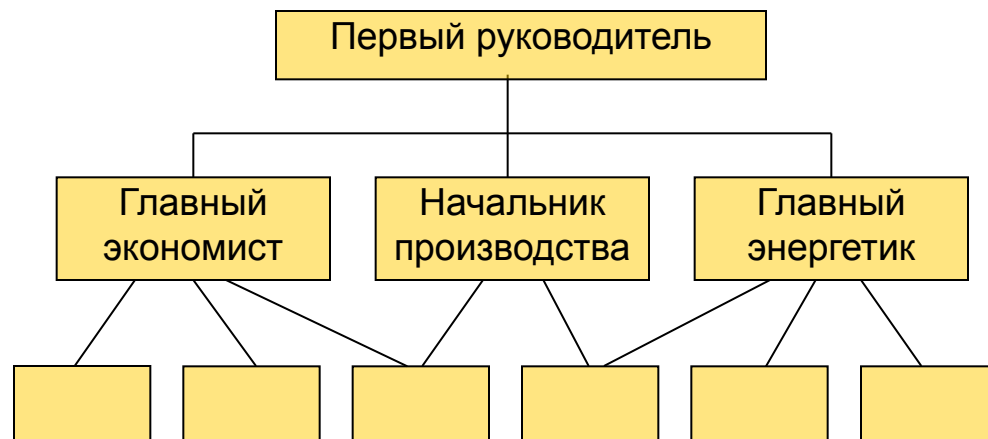 Первый руководитель
Главный
экономист
Начальник
производства
Главный
энергетик